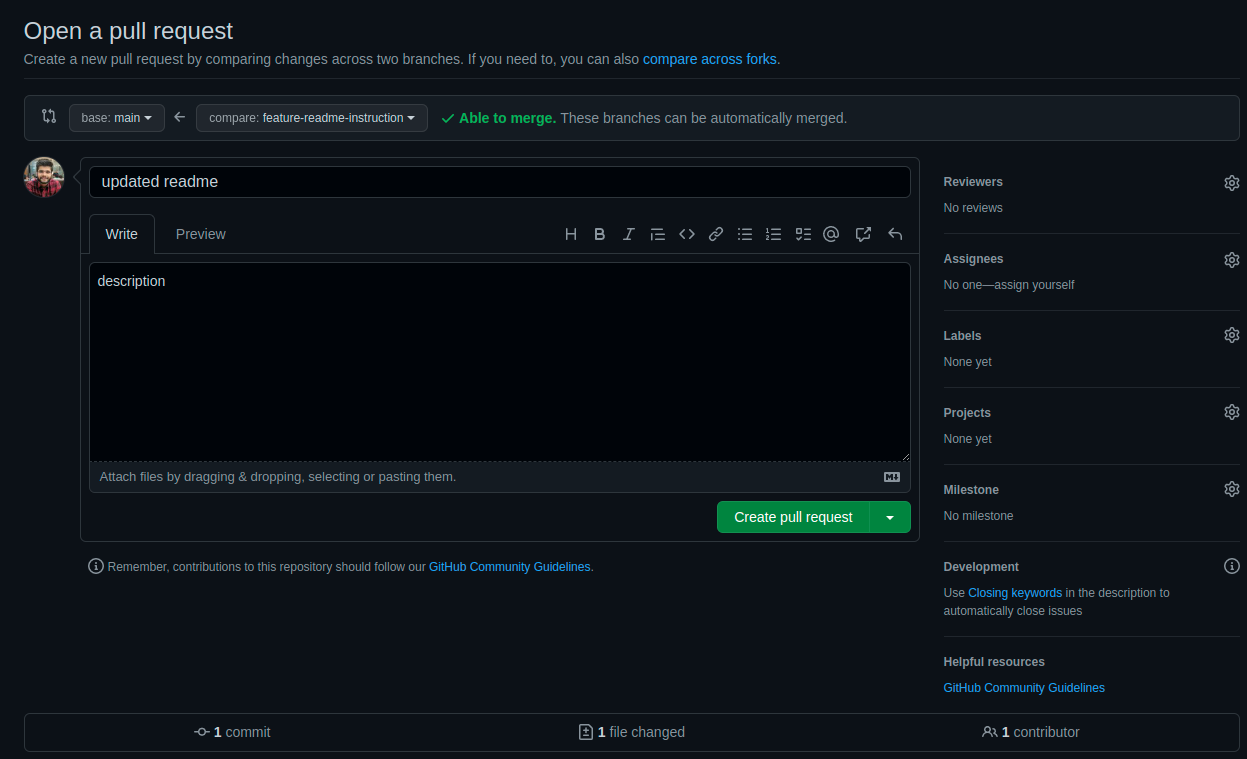 Open a pull request
Create a new pull request by comparing changes across two branches. If you need to, you can also compare across forks.
base: main
compare: feature-readme-instruction
Able to merge. These branches can be automatically merged.
updated readme
Write
Preview
description
Attach files by dragging & dropping, selecting or pasting them.
Create pull request
Remember, contributions to this repository should follow our GitHub Community Guidelines.
Reviewers
No reviews
Assignees
No one—assign yourself
Labels
None yet
Projects
None yet
Milestone
No milestone
Development
Use Closing keywords in the description to
automatically close issues
Helpful resources
GitHub Community Guidelines
1 commit
1 file changed
1 contributor